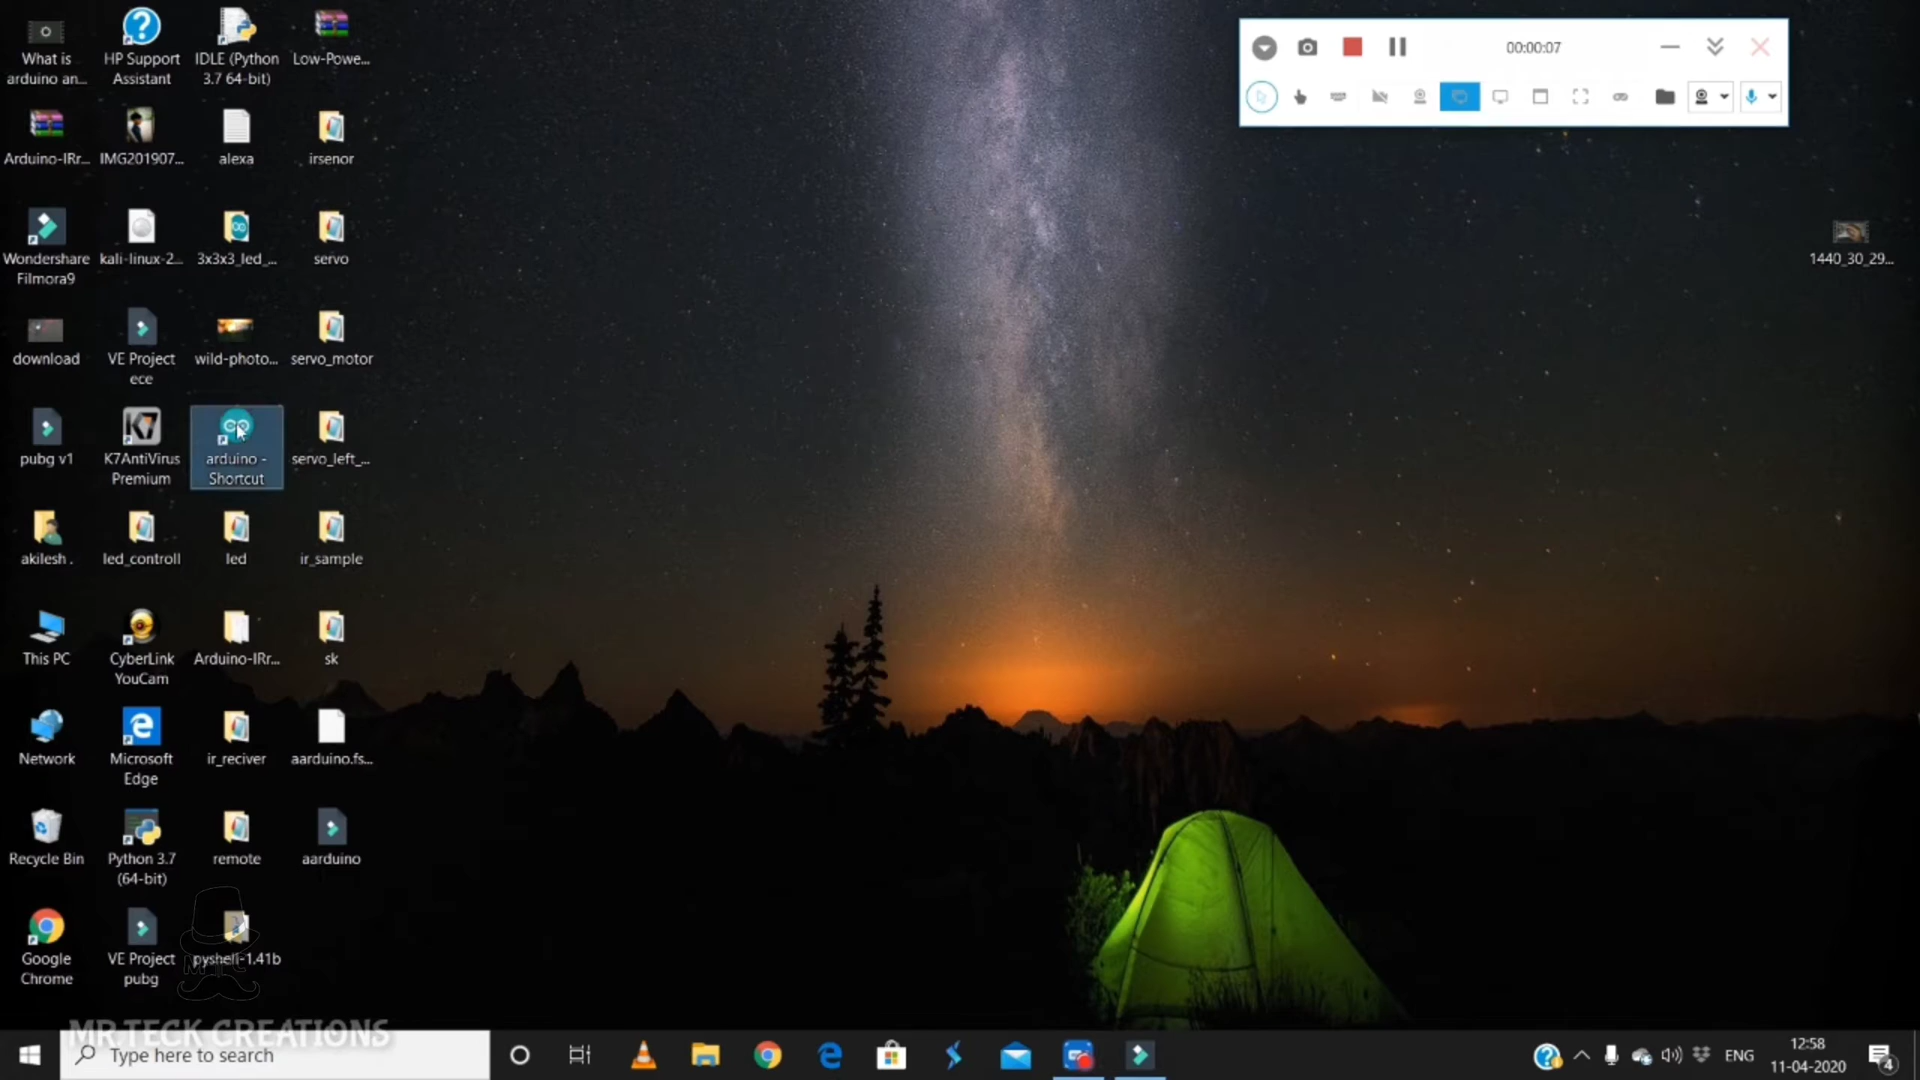 What is
arduino an...
HP Support
Assistant
IDLE (Python
3.7 64-bit)
Low-Powe...
00:00:07
Arduino-IRr...
IMG201907...
alexa
irsenor
Wondershare
Filmora9
kali-linux-2...
3x3x3_led_...
servo
1440_30_29...
download
VE Project
ece
wild-photo...
servo_motor
pubg v1
K7
K7AntiVirus
Premium
arduino -
Shortcut
servo_left_...
akilesh .
led_controll
led
ir_sample
This PC
CyberLink
YouCam
Arduino-IRr...
sk
Network
Microsoft
Edge
ir_reciver
aarduino.fs...
Recycle Bin
Python 3.7
(64-bit)
remote
aarduino
Google
Chrome
VE Project
pubg
pyshell-1.41b
MR.TECK CREATIONS
Type here to search
ENG
12:58
11-04-2020
4